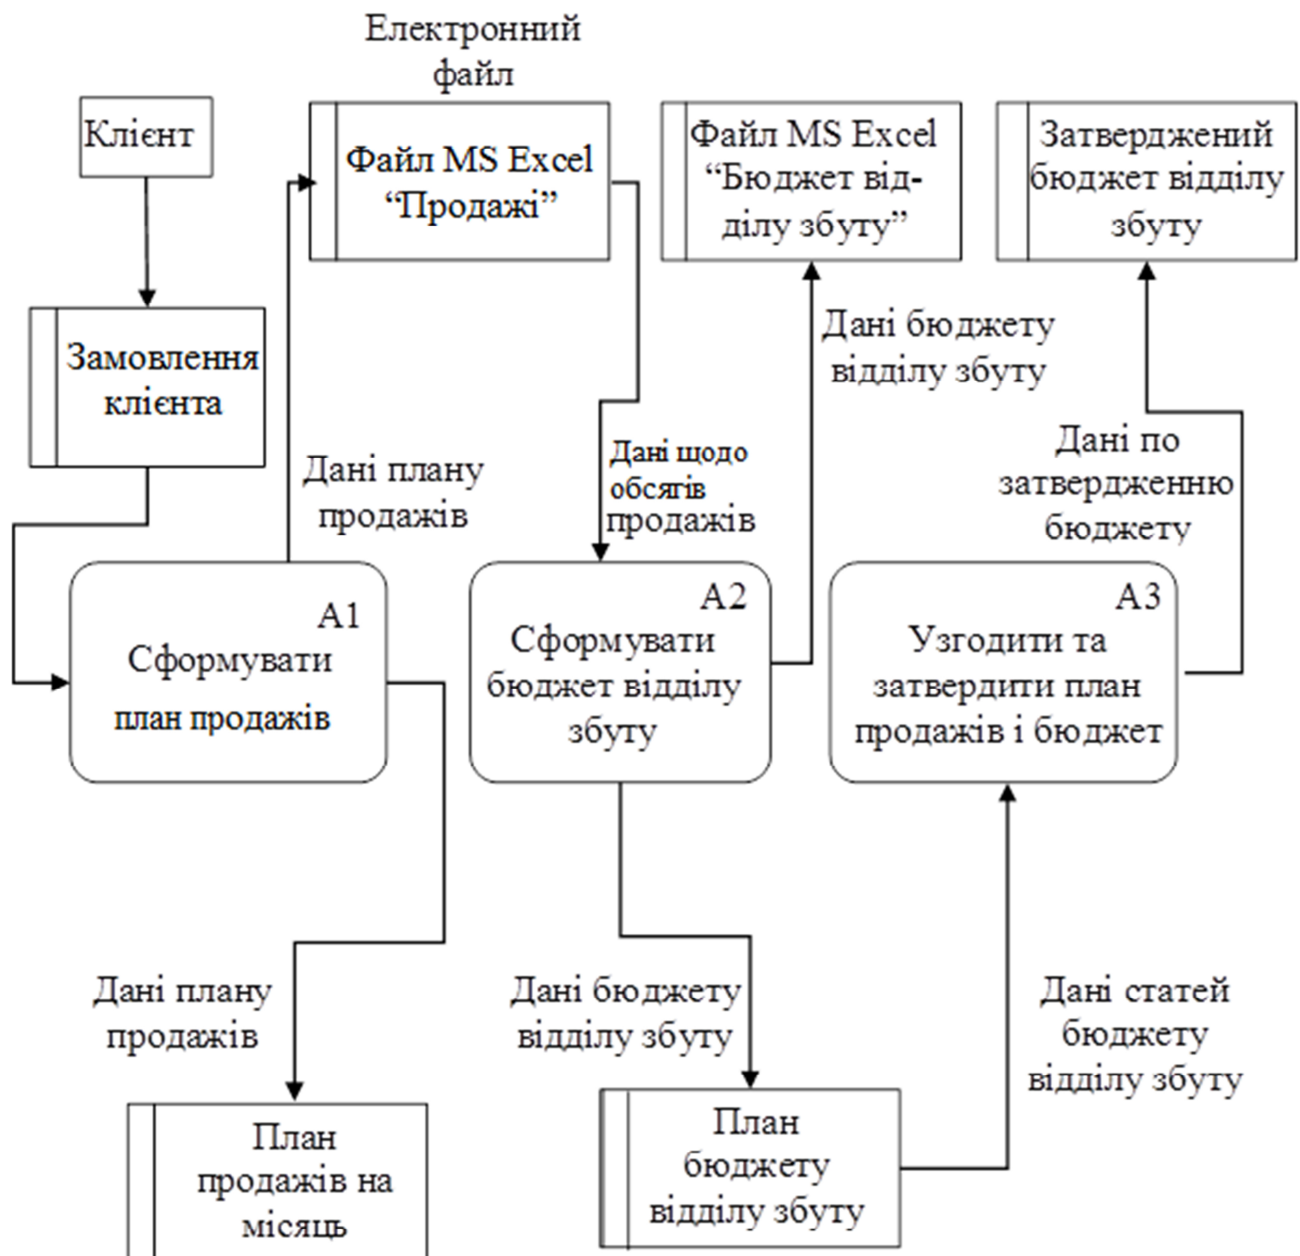 Електронний
файл
Клієнт
Файл MS Excel
“Продажі”
Файл MS Excel
“Бюджет від-
ділу збуту”
Затверджений
бюджет відділу
збуту
Замовлення
клієнта
Дані бюджету
відділу збуту
Дані плану
продажів
Дані щодо
обсягів
продажів
Дані по
затвердженню
бюджету
А1
Сформувати
план продажів
А2
Сформувати
бюджет відділу
збуту
А3
Узгодити та
затвердити план
продажів і бюджет
Дані плану
продажів
Дані бюджету
відділу збуту
Дані статей
бюджету
відділу збуту
План
продажів на
місяць
План
бюджету
відділу збуту